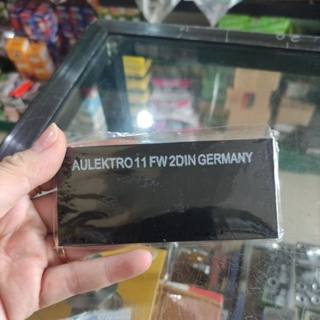 AULEKTRO 11 FW 2DIN GERMANY